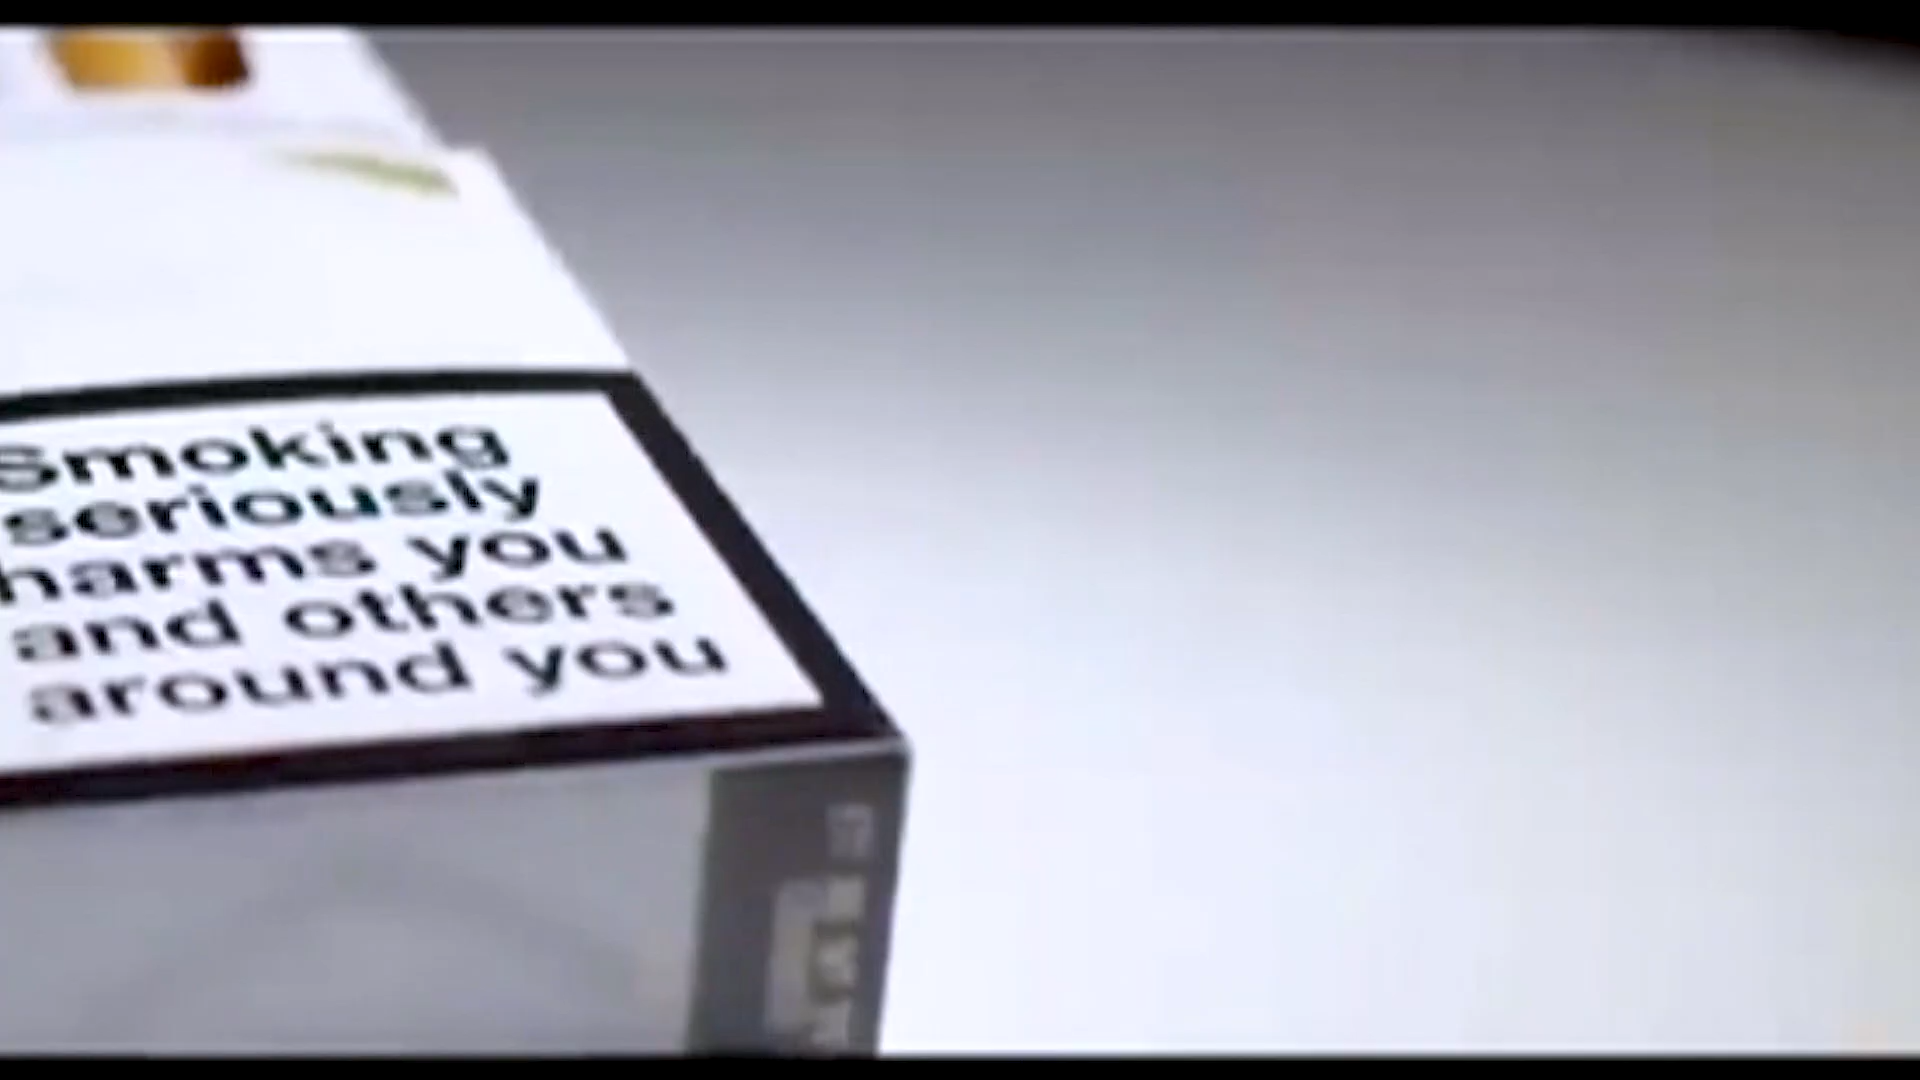 Smoking
seriously
harms you
and others
around you